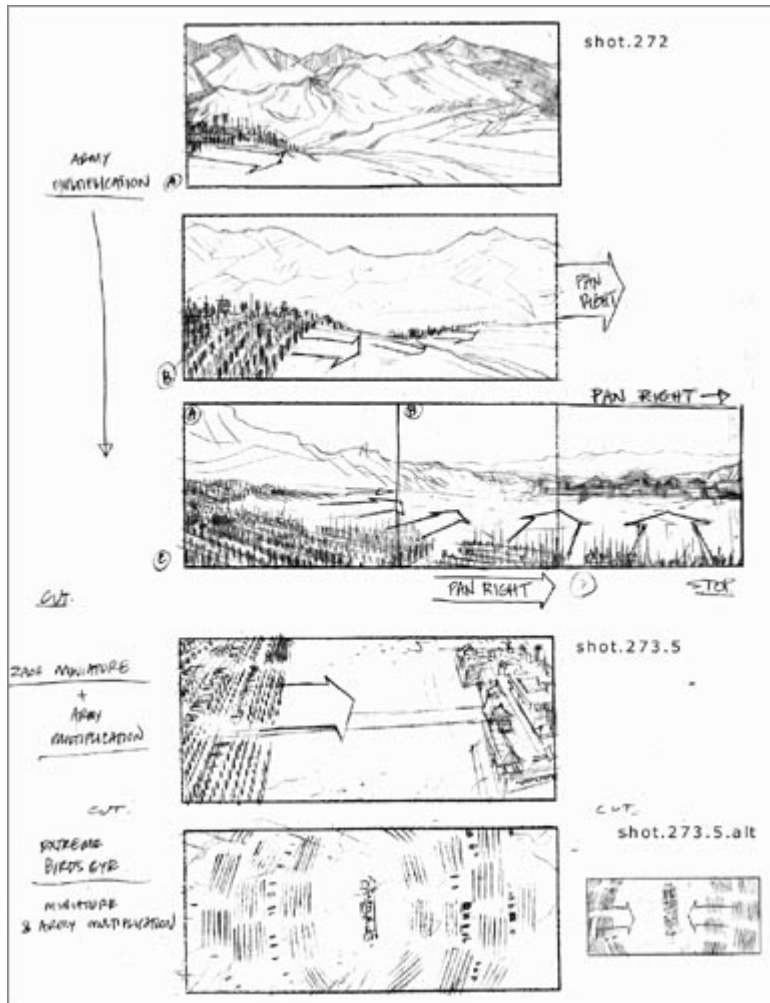 shot.272
ARMY
MULTIPLICATION
A
PAN
RIGHT
B
PAN RIGHT
A
B
C
PAN RIGHT
STOP
CUT.
shot.273.5
MINIATURE
+
ARMY
MULTIPLICATION
CUT.
CUT.
shot.273.5.alt
EXTREME
BIRDS EYE
MINIATURE
& ARMY MULTIPLICATION